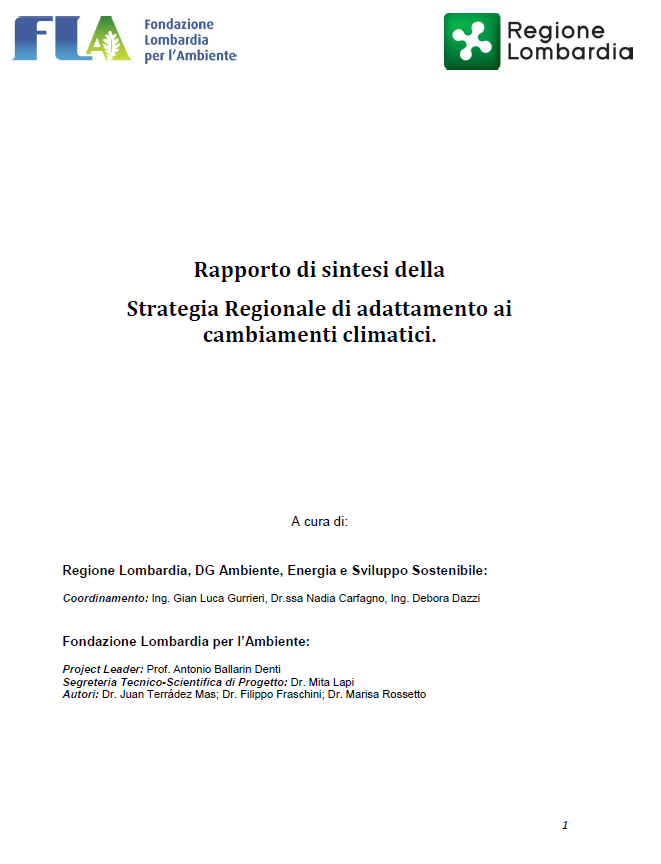 FLA
Fondazione
Lombardia
per l'Ambiente
Regione
Lombardia
Rapporto di sintesi della
Strategia Regionale di adattamento ai
cambiamenti climatici.
A cura di:
Regione Lombardia, DG Ambiente, Energia e Sviluppo Sostenibile:
Coordinamento: Ing. Gian Luca Gurrieri, Dr.ssa Nadia Carfagno, Ing. Debora Dazzi
Fondazione Lombardia per l'Ambiente:
Project Leader: Prof. Antonio Ballarin Denti
Segreteria Tecnico-Scientifica di Progetto: Dr. Mita Lapi
Autori: Dr. Juan Terrádez Mas; Dr. Filippo Fraschini; Dr. Marisa Rossetto
1